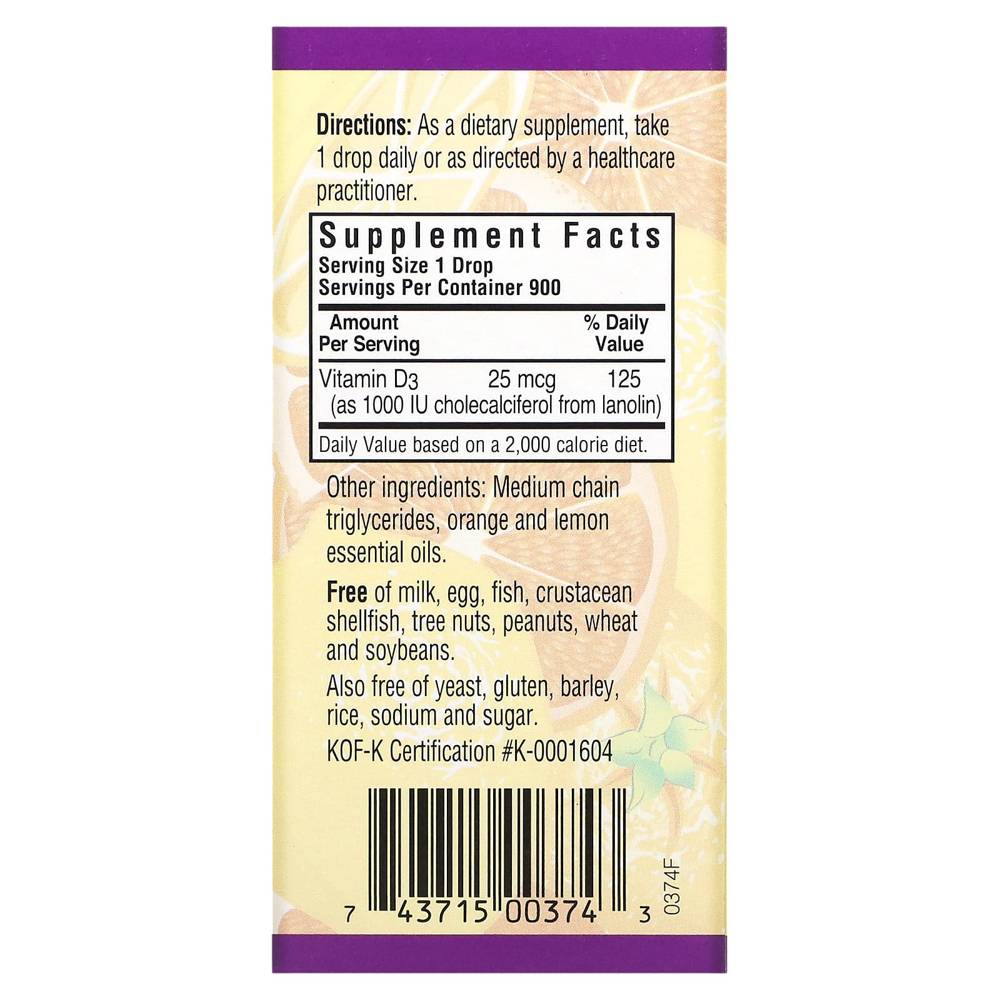 Directions: As a dietary supplement, take
1 drop daily or as directed by a healthcare
practitioner.
Supplement Facts
Serving Size 1 Drop
Servings Per Container 900
Amount % Daily
Per Serving Value
Vitamin D3 25 mcg 125
(as 1000 IU cholecalciferol from lanolin)
Daily Value based on a 2,000 calorie diet.
Other ingredients: Medium chain
triglycerides, orange and lemon
essential oils.
Free of milk, egg, fish, crustacean
shellfish, tree nuts, peanuts, wheat
and soybeans.
Also free of yeast, gluten, barley,
rice, sodium and sugar.
KOF-K Certification #K-0001604
7 43715 00374 3
0374F